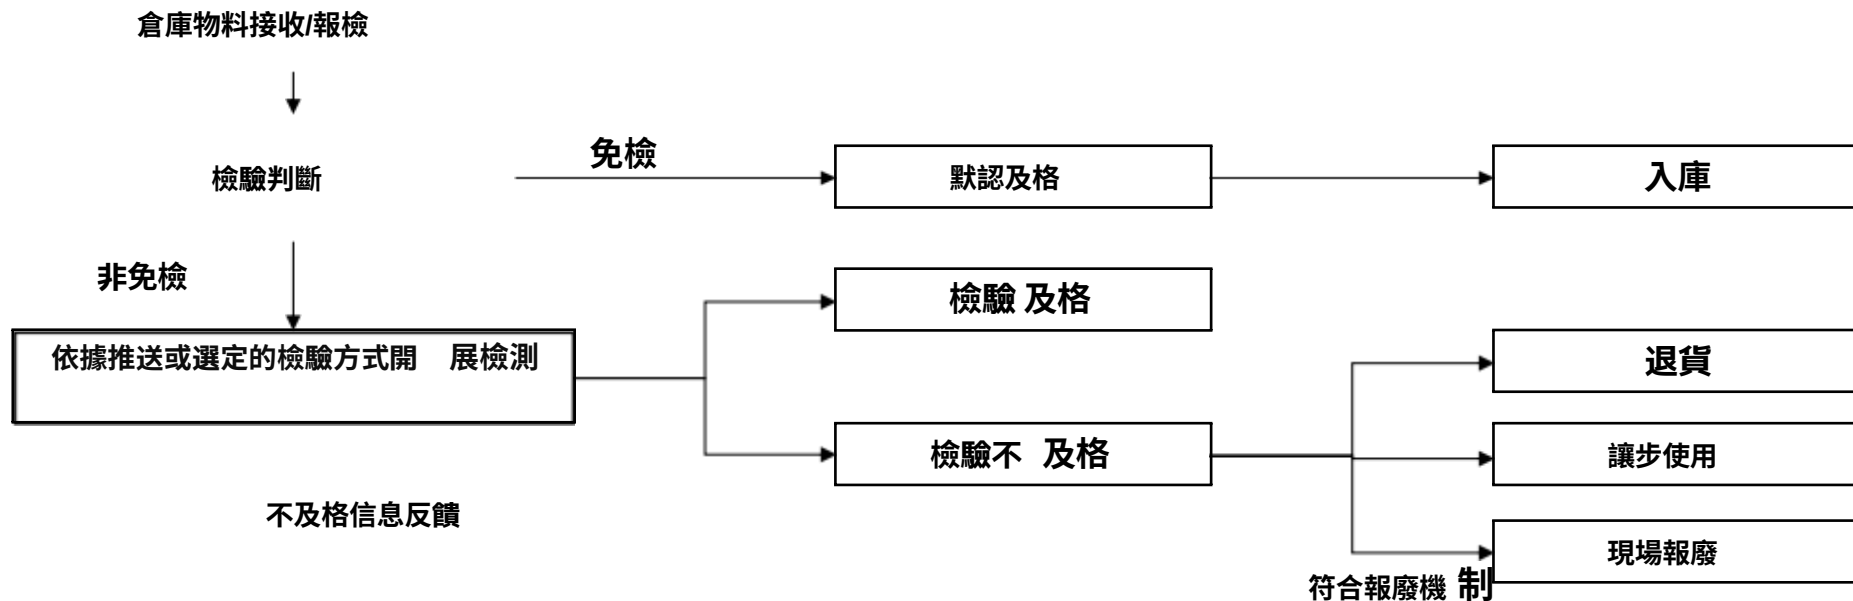 倉庫物料接收/報檢
免檢
檢驗判斷
默認及格
入庫
非免檢
檢驗 及格
依據推送或選定的檢驗方式開 展檢測
退貨
檢驗不 及格
讓步使用
不及格信息反饋
現場報廢
符合報廢機 制